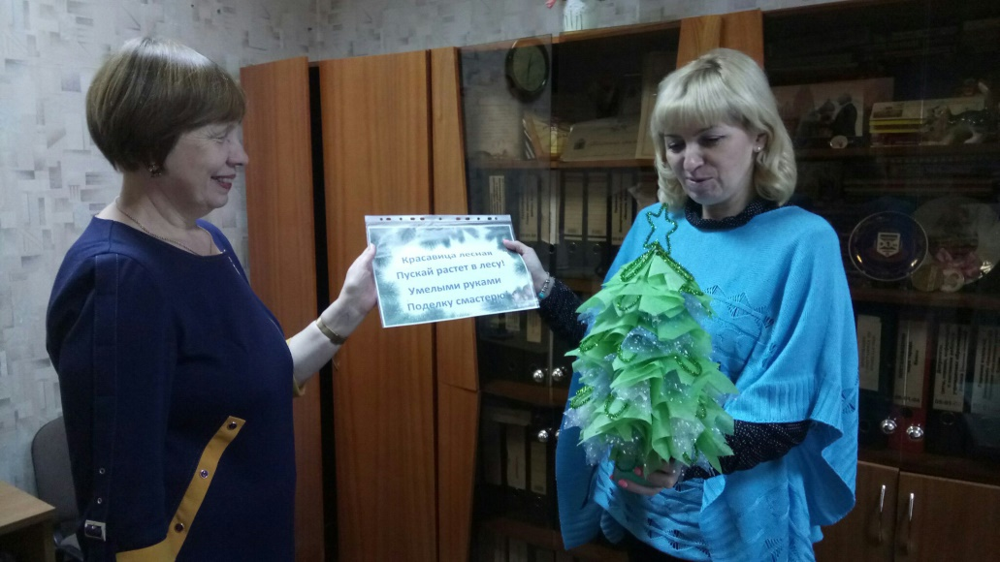 Красавица лесная
Пускай растет в лесу!
Умелыми руками
Поделку смастерю